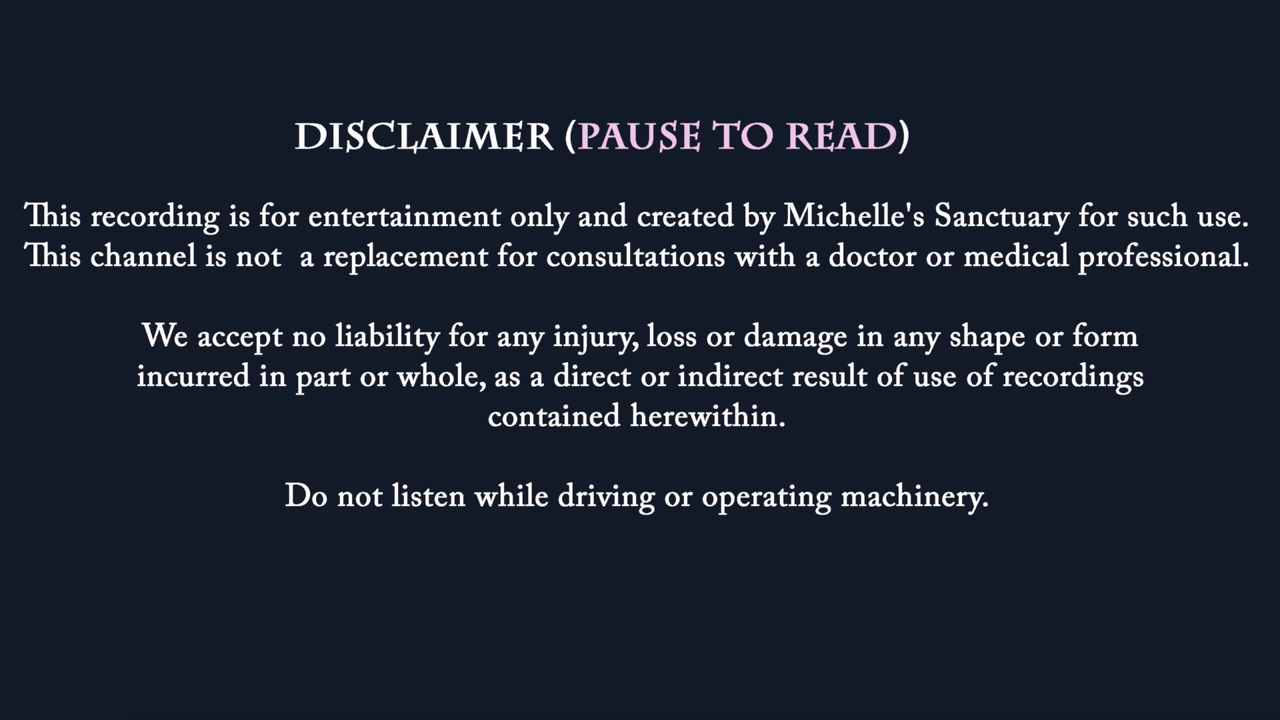 DISCLAIMER (PAUSE TO READ)
This recording is for entertainment only and created by Michelle's Sanctuary for such use.
This channel is not  a replacement for consultations with a doctor or medical professional.
We accept no liability for any injury, loss or damage in any shape or form
incurred in part or whole, as a direct or indirect result of use of recordings
contained herewithin.
Do not listen while driving or operating machinery.